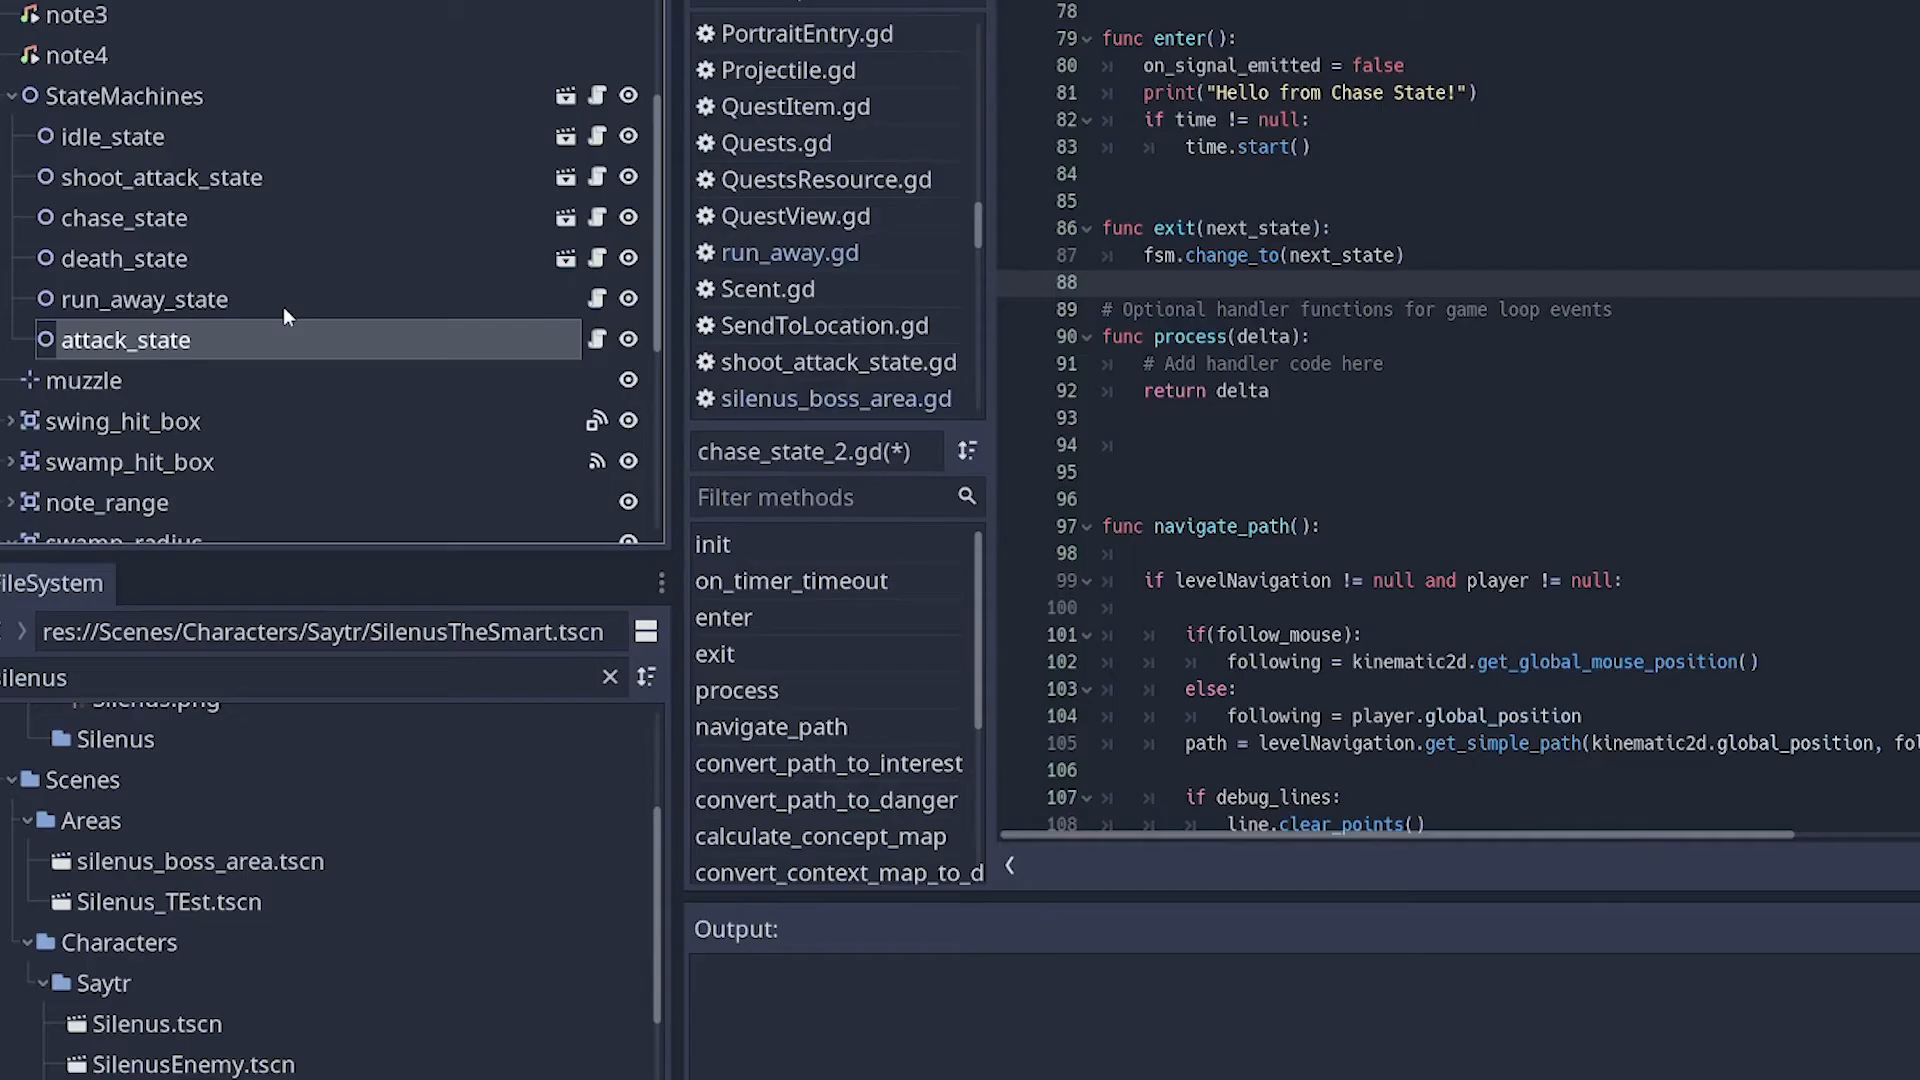 note3
note4
StateMachines
idle_state
shoot_attack_state
chase_state
death_state
run_away_state
attack_state
muzzle
swing_hit_box
swamp_hit_box
note_range
swamp_radius
ileSystem
res://Scenes/Characters/Saytr/SilenusTheSmart.tscn
silenus
Silenus.png
Silenus
Scenes
Areas
silenus_boss_area.tscn
Silenus_TEst.tscn
Characters
Saytr
Silenus.tscn
SilenusEnemy.tscn
PortraitEntry.gd
Projectile.gd
QuestItem.gd
Quests.gd
QuestsResource.gd
QuestView.gd
run_away.gd
Scent.gd
SendToLocation.gd
shoot_attack_state.gd
silenus_boss_area.gd
chase_state_2.gd(*)
Filter methods
init
on_timer_timeout
enter
exit
process
navigate_path
convert_path_to_interest
convert_path_to_danger
calculate_concept_map
convert_context_map_to_d
78
79 func enter():
80 on_signal_emitted = false
81 print("Hello from Chase State!")
82 if time != null:
83 time.start()
84
85
86 func exit(next_state):
87 fsm.change_to(next_state)
88
89 # Optional handler functions for game loop events
90 func process(delta):
91 # Add handler code here
92 return delta
93
94
95
96
97 func navigate_path():
98
99 if levelNavigation != null and player != null:
100
101 if(follow_mouse):
102 following = kinematic2d.get_global_mouse_position()
103 else:
104 following = player.global_position
105 path = levelNavigation.get_simple_path(kinematic2d.global_position, fol
106
107 if debug_lines:
108 line.clear_points()
Output: